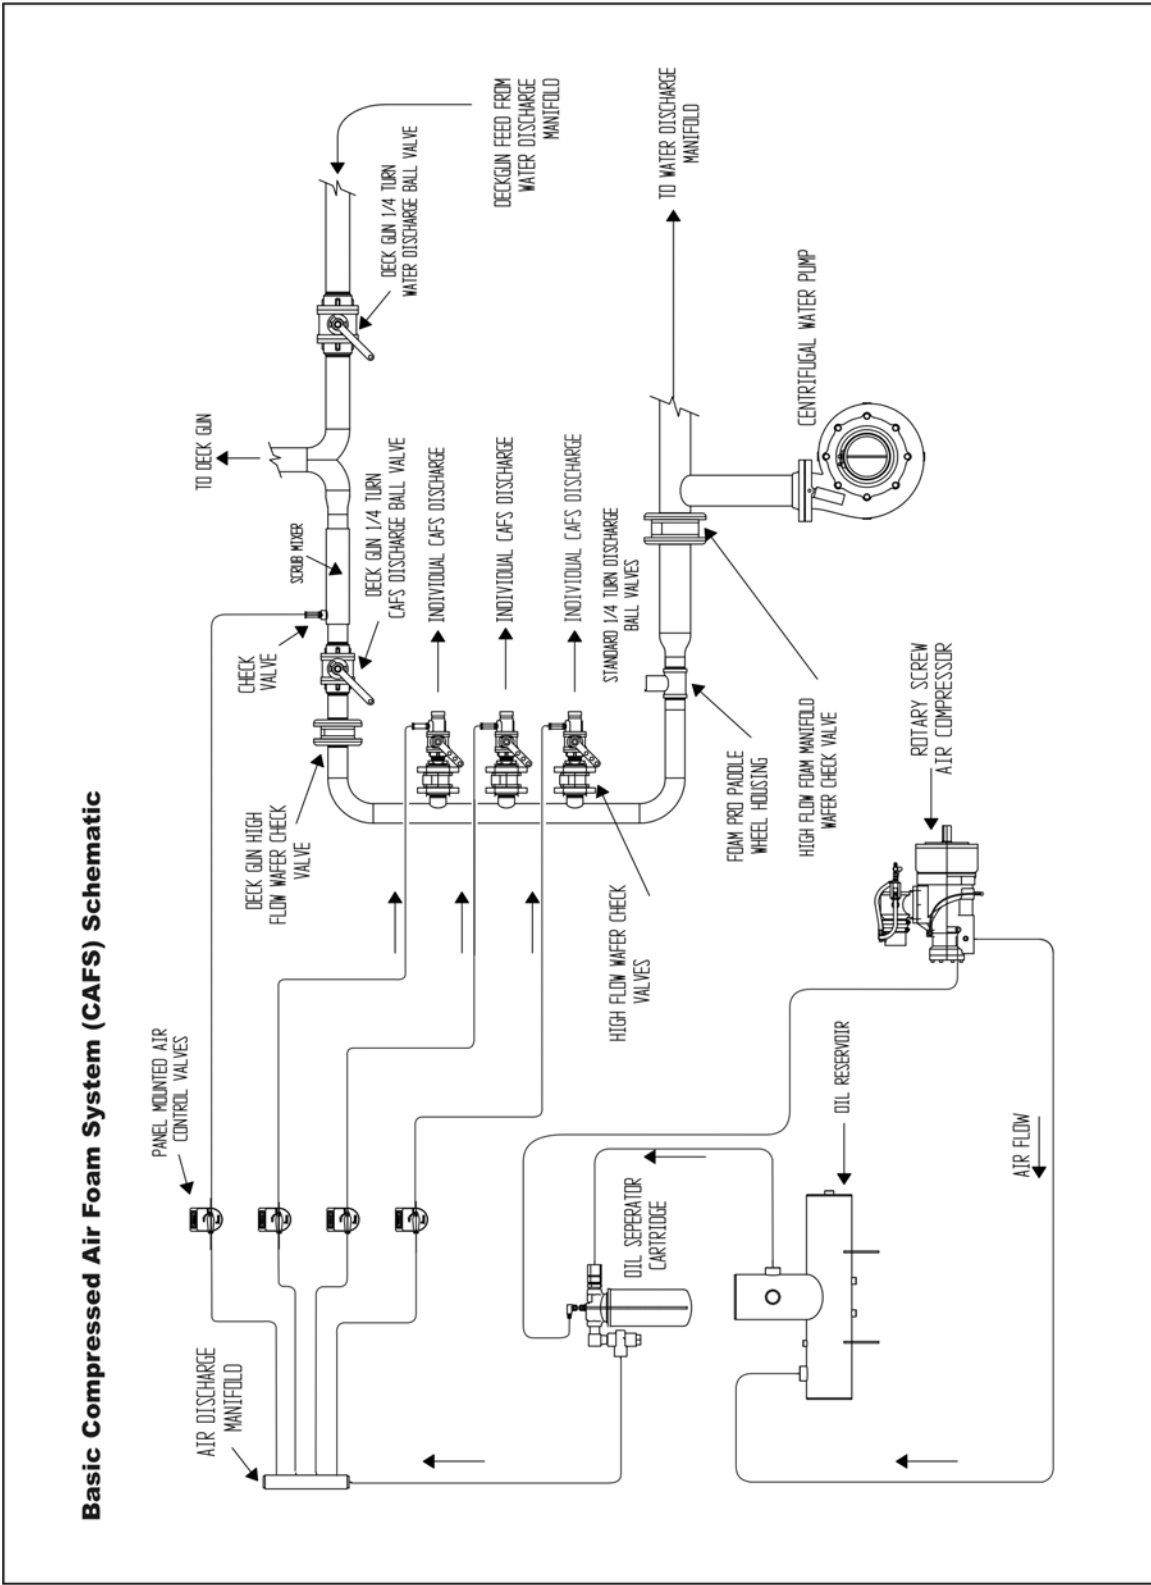 Basic Compressed Air Foam System (CAFS) Schematic
AIR DISCHARGE
MANIFOLD
PANEL MOUNTED AIR
CONTROL VALVES
DECK GUN HIGH
FLOW WAFER CHECK
VALVE
CHECK
VALVE
SCRUB MIXER
TO DECK GUN
DECK GUN 1/4 TURN
CAFS DISCHARGE BALL VALVE
DECK GUN 1/4 TURN
WATER DISCHARGE BALL VALVE
DECKGUN FEED FROM
WATER DISCHARGE
MANIFOLD
INDIVIDUAL CAFS DISCHARGE
INDIVIDUAL CAFS DISCHARGE
INDIVIDUAL CAFS DISCHARGE
STANDARD 1/4 TURN DISCHARGE
BALL VALVES
TO WATER DISCHARGE
MANIFOLD
HIGH FLOW WAFER CHECK
VALVES
FOAM PRO PADDLE
WHEEL HOUSING
HIGH FLOW FOAM MANIFOLD
WAFER CHECK VALVE
CENTRIFUGAL WATER PUMP
OIL SEPERATOR
CARTRIDGE
OIL RESERVOIR
ROTARY SCREW
AIR COMPRESSOR
AIR FLOW